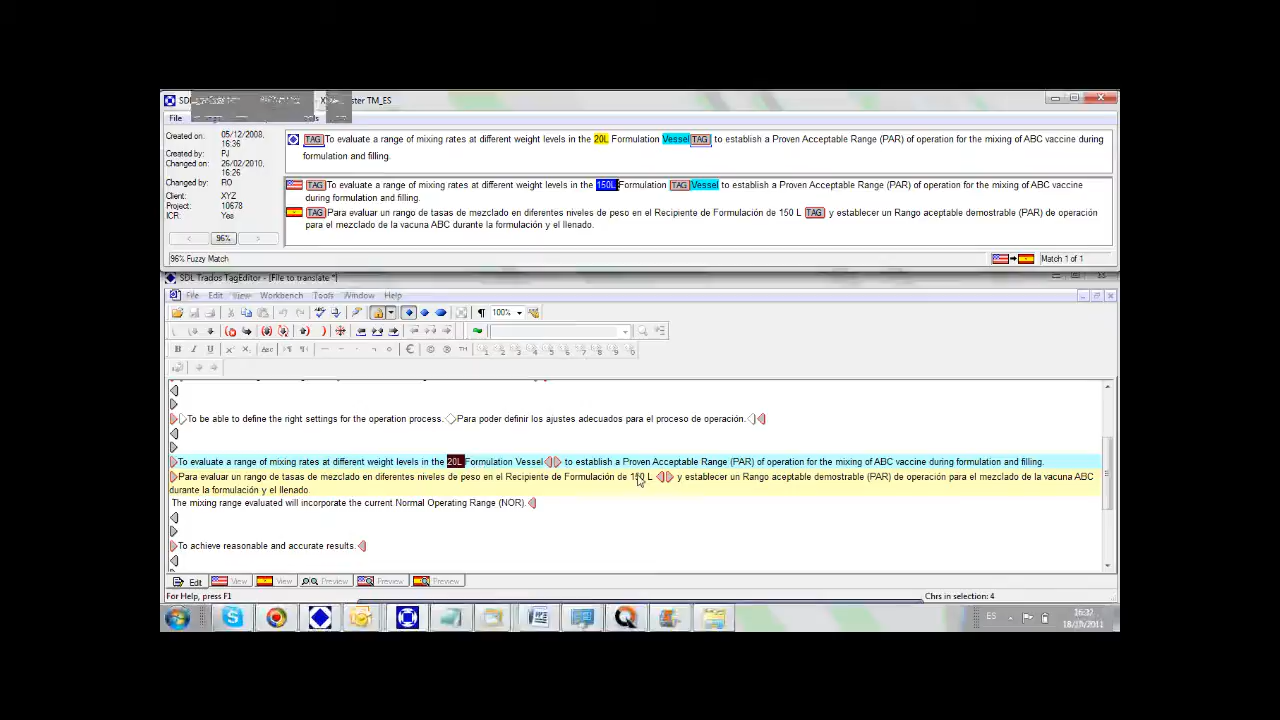 ster TM_ES
File
Created on: 05/12/2008, 16:36
Created by: PJ
Changed on: 26/02/2010, 16:26
Changed by: RO
Client: XYZ
Project: 10678
ICR: Yes
< 96% >
TAG To evaluate a range of mixing rates at different weight levels in the 20L Formulation Vessel TAG to establish a Proven Acceptable Range (PAR) of operation for the mixing of ABC vaccine during
formulation and filling.
TAG To evaluate a range of mixing rates at different weight levels in the 150L Formulation TAG Vessel to establish a Proven Acceptable Range (PAR) of operation for the mixing of ABC vaccine
during formulation and filling.
TAG Para evaluar un rango de tasas de mezclado en diferentes niveles de peso en el Recipiente de Formulación de 150 L TAG y establecer un Rango aceptable demostrable (PAR) de operación
para el mezclado de la vacuna ABC durante la formulación y el llenado.
96% Fuzzy Match
Match 1 of 1
SDL Trados TagEditor - [File to translate *]
File Edit View Workbench Tools Window Help
100%
B I U
To be able to define the right settings for the operation process. Para poder definir los ajustes adecuados para el proceso de operación.
To evaluate a range of mixing rates at different weight levels in the 20L Formulation Vessel to establish a Proven Acceptable Range (PAR) of operation for the mixing of ABC vaccine during formulation and filling.
Para evaluar un rango de tasas de mezclado en diferentes niveles de peso en el Recipiente de Formulación de 150 L y establecer un Rango aceptable demostrable (PAR) de operación para el mezclado de la vacuna ABC
durante la formulación y el llenado.
The mixing range evaluated will incorporate the current Normal Operating Range (NOR).
To achieve reasonable and accurate results.
Edit View View Preview Preview Preview
For Help, press F1
Chrs in selection: 4
ES
16:32
18/10/2011